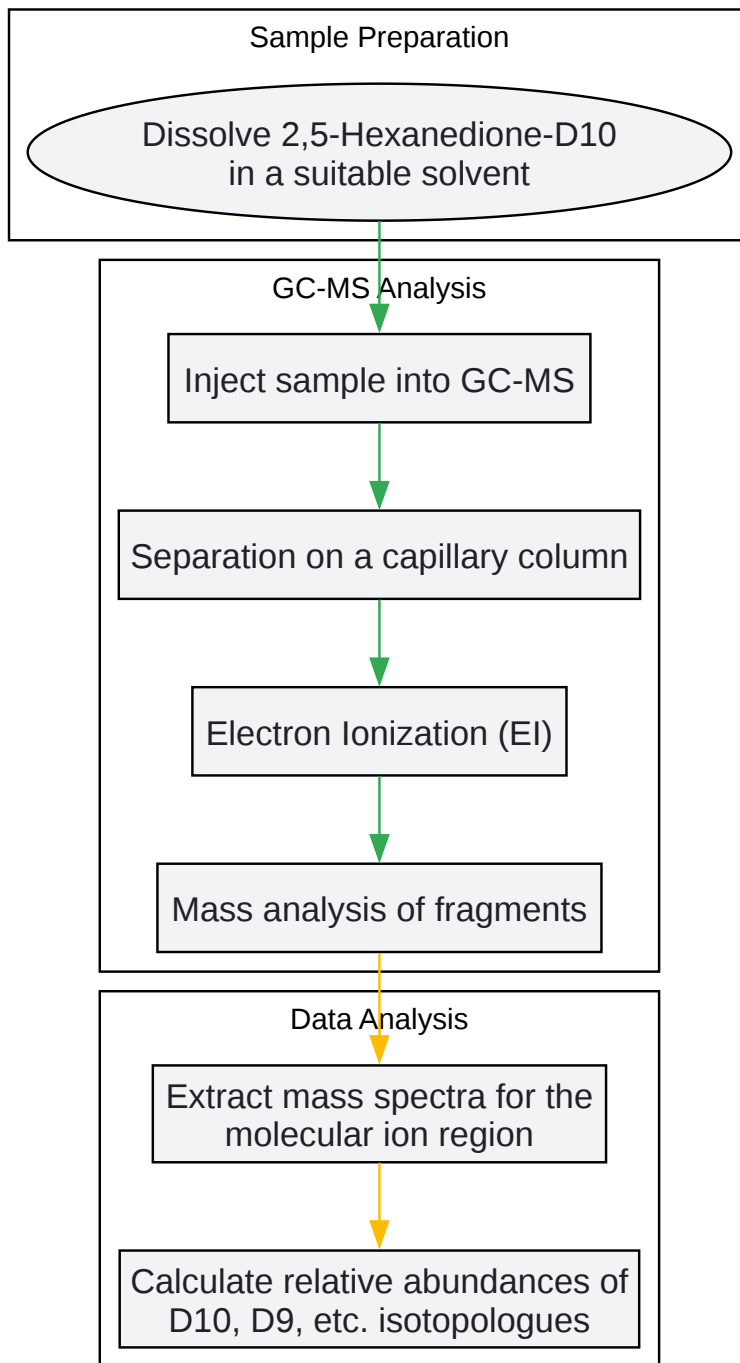 Sample Preparation
Dissolve 2,5-Hexanedione-D10
in a suitable solvent
GC-MS Analysis
Inject sample into GC-MS
Separation on a capillary column
Electron Ionization (EI)
Mass analysis of fragments
Data Analysis
Extract mass spectra for the
molecular ion region
Calculate relative abundances of
D10, D9, etc. isotopologues